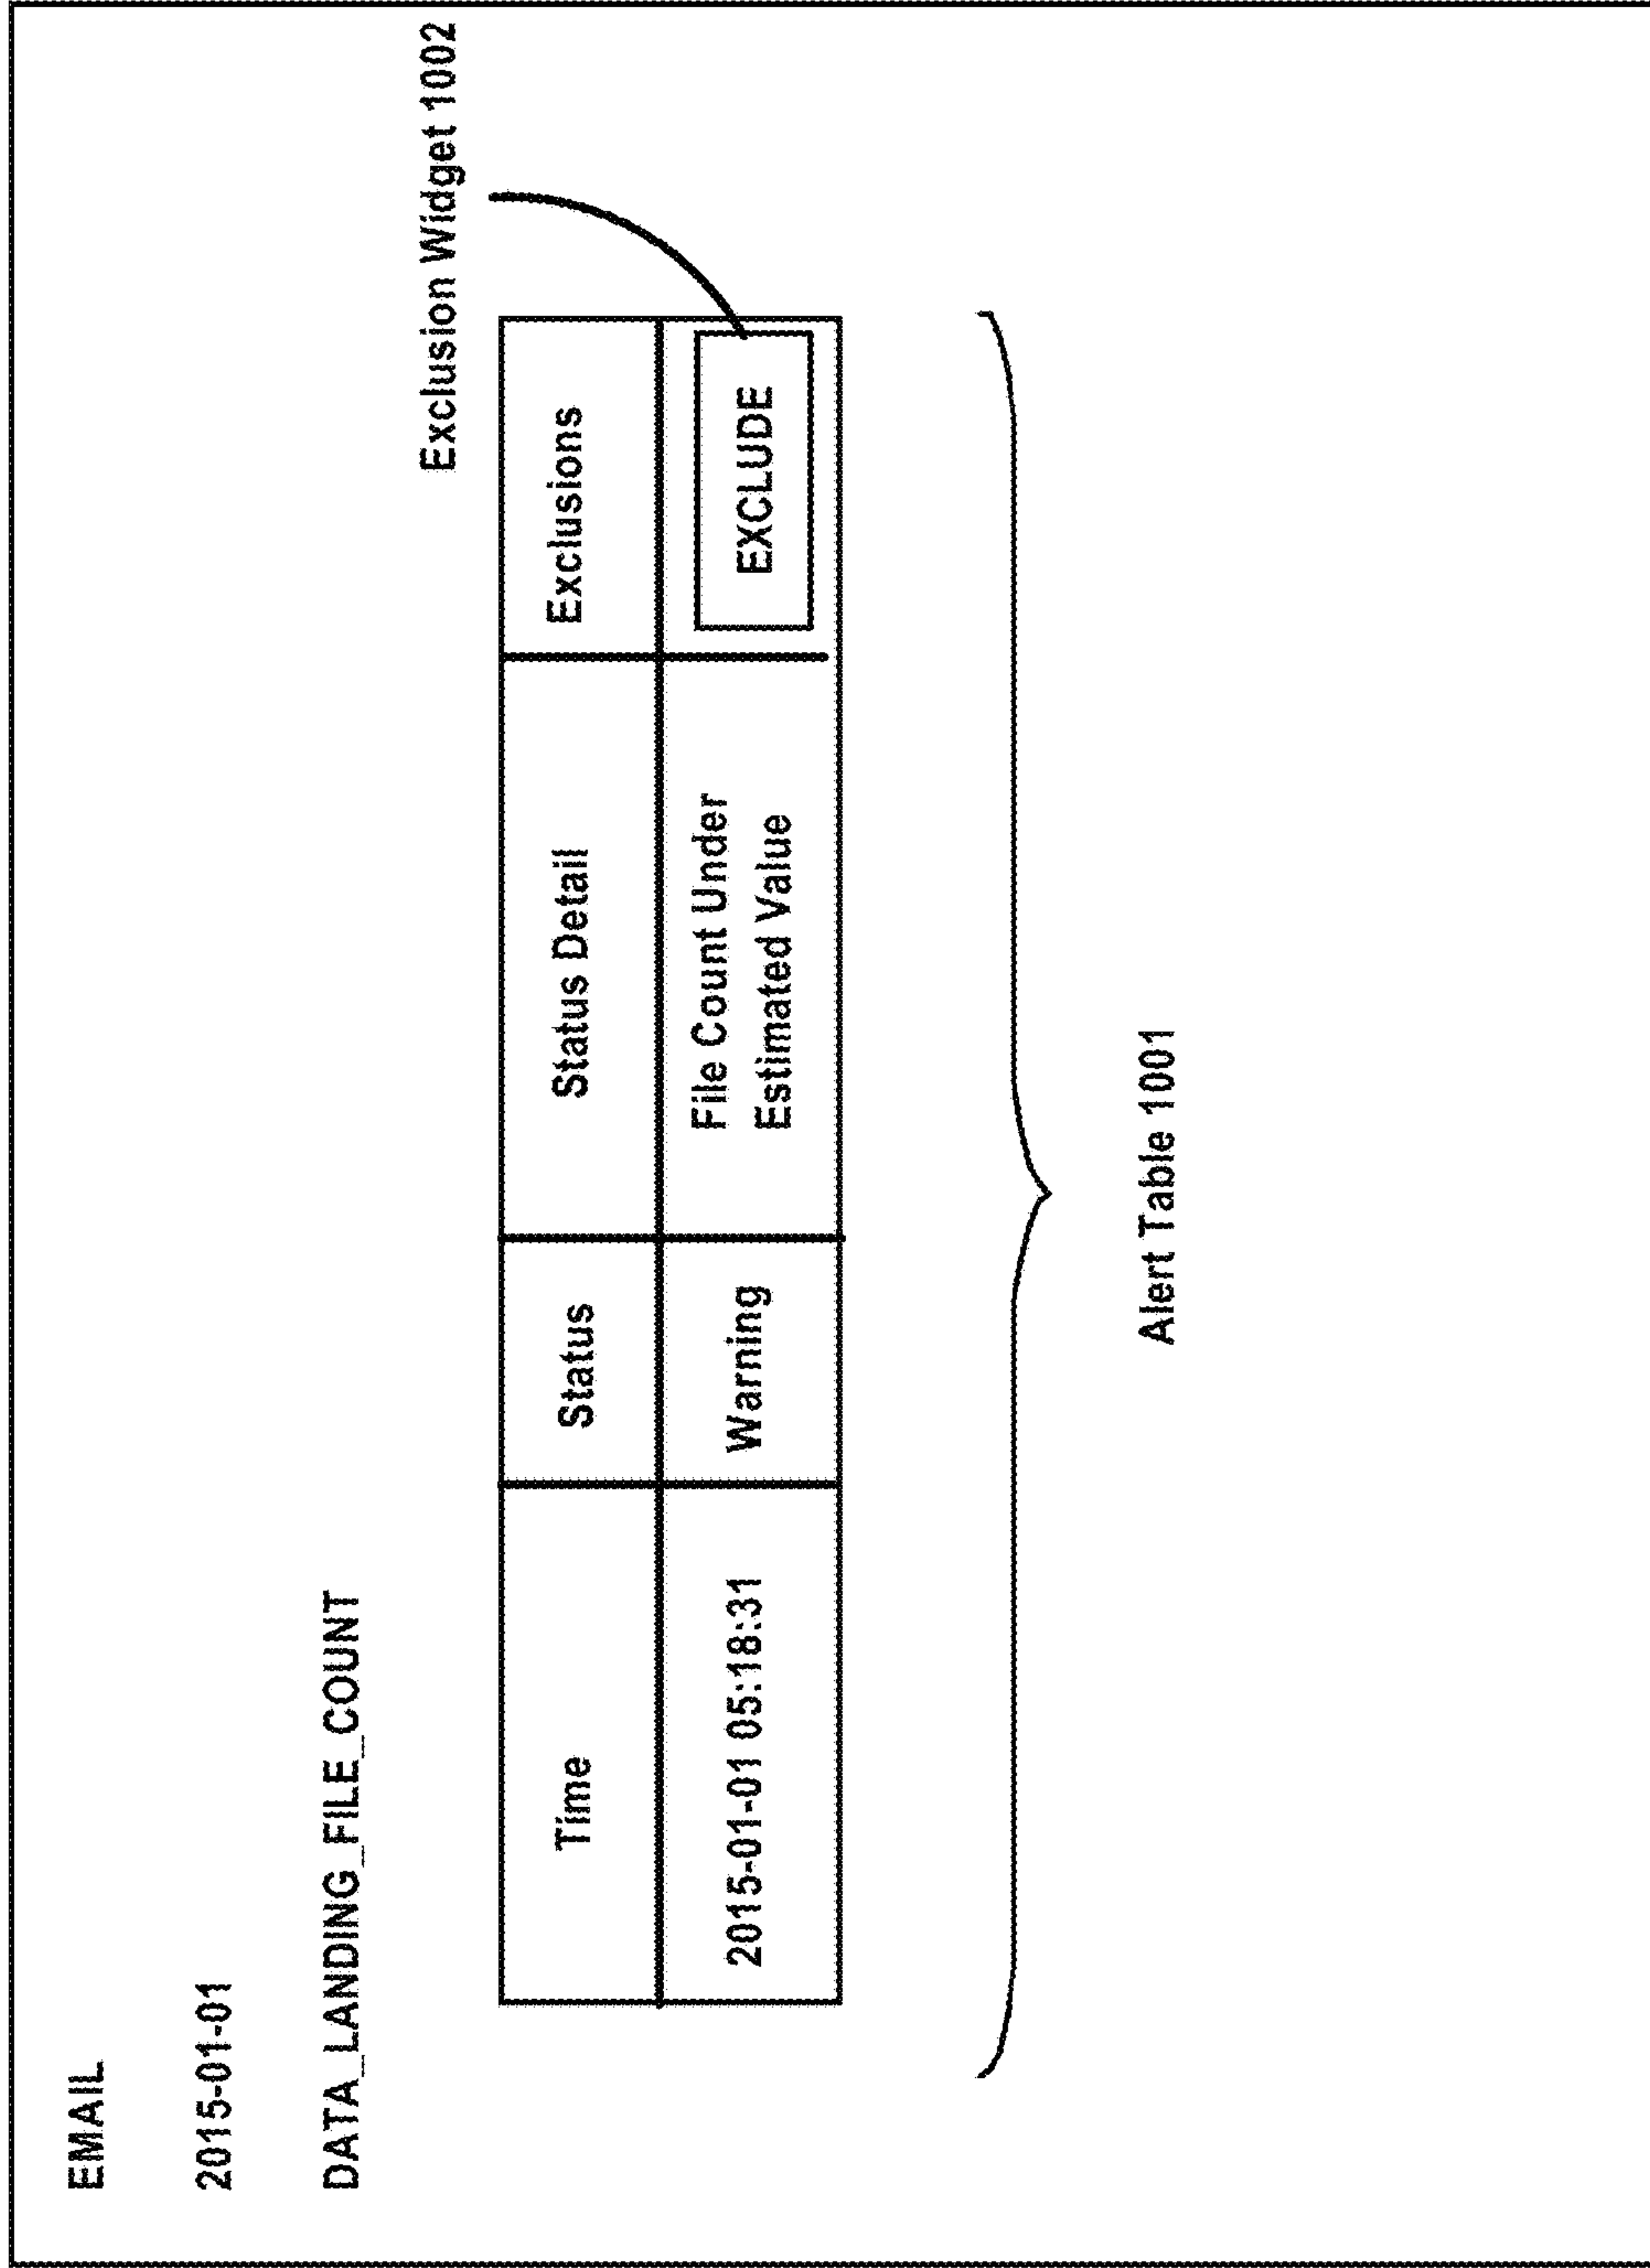 EMAIL
2015-01-01
DATA_LANDING_FILE_COUNT
Exclusion Widget 1002
Time
Status
Status Detail
Exclusions
2015-01-01 05:18:31
Warning
File Count Under
Estimated Value
EXCLUDE
Alert Table 1001